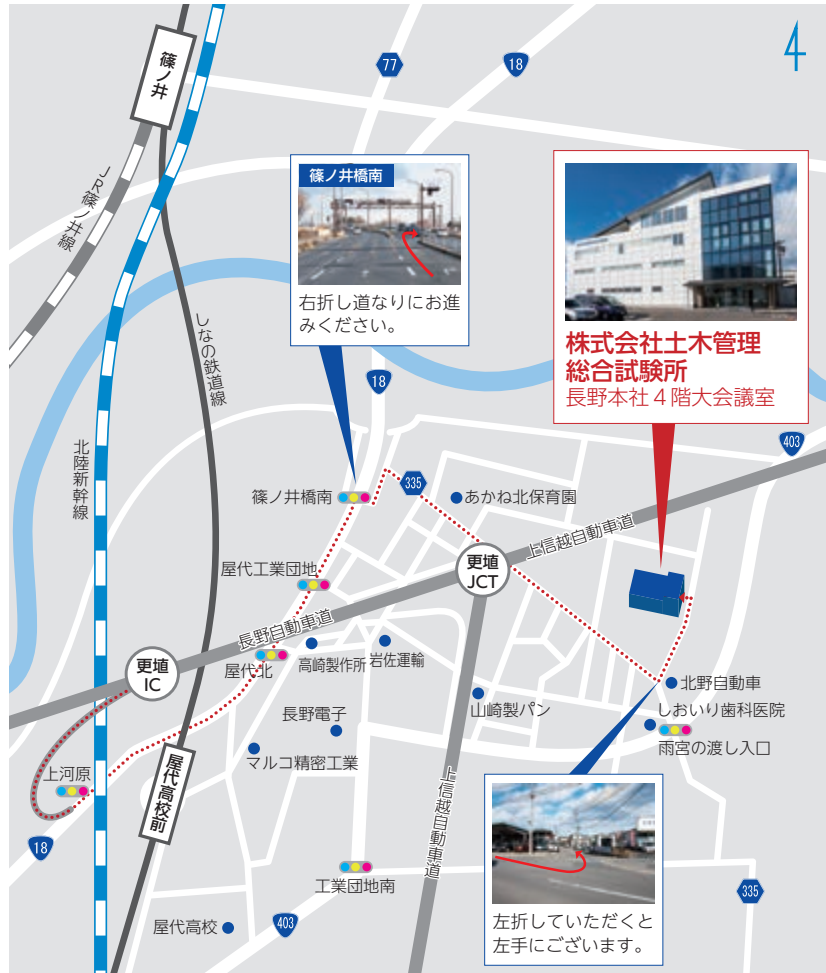 77
18
篠ノ井
篠ノ井橋南
右折し道なりにお進
みください。
株式会社土木管理
総合試験所
長野本社4階大会議室
JR篠ノ井線
しなの鉄道線
北陸新幹線
18
403
335
篠ノ井橋南
あかね北保育園
上信越自動車道
更埴
JCT
屋代工業団地
長野自動車道
屋代北
高崎製作所
岩佐運輸
更埴
IC
北野自動車
山崎製パン
しおいり歯科医院
長野電子
雨宮の渡し入口
マルコ精密工業
上河原
屋代高校前
上信越自動車道
18
工業団地南
335
403
屋代高校
左折していただくと
左手にございます。